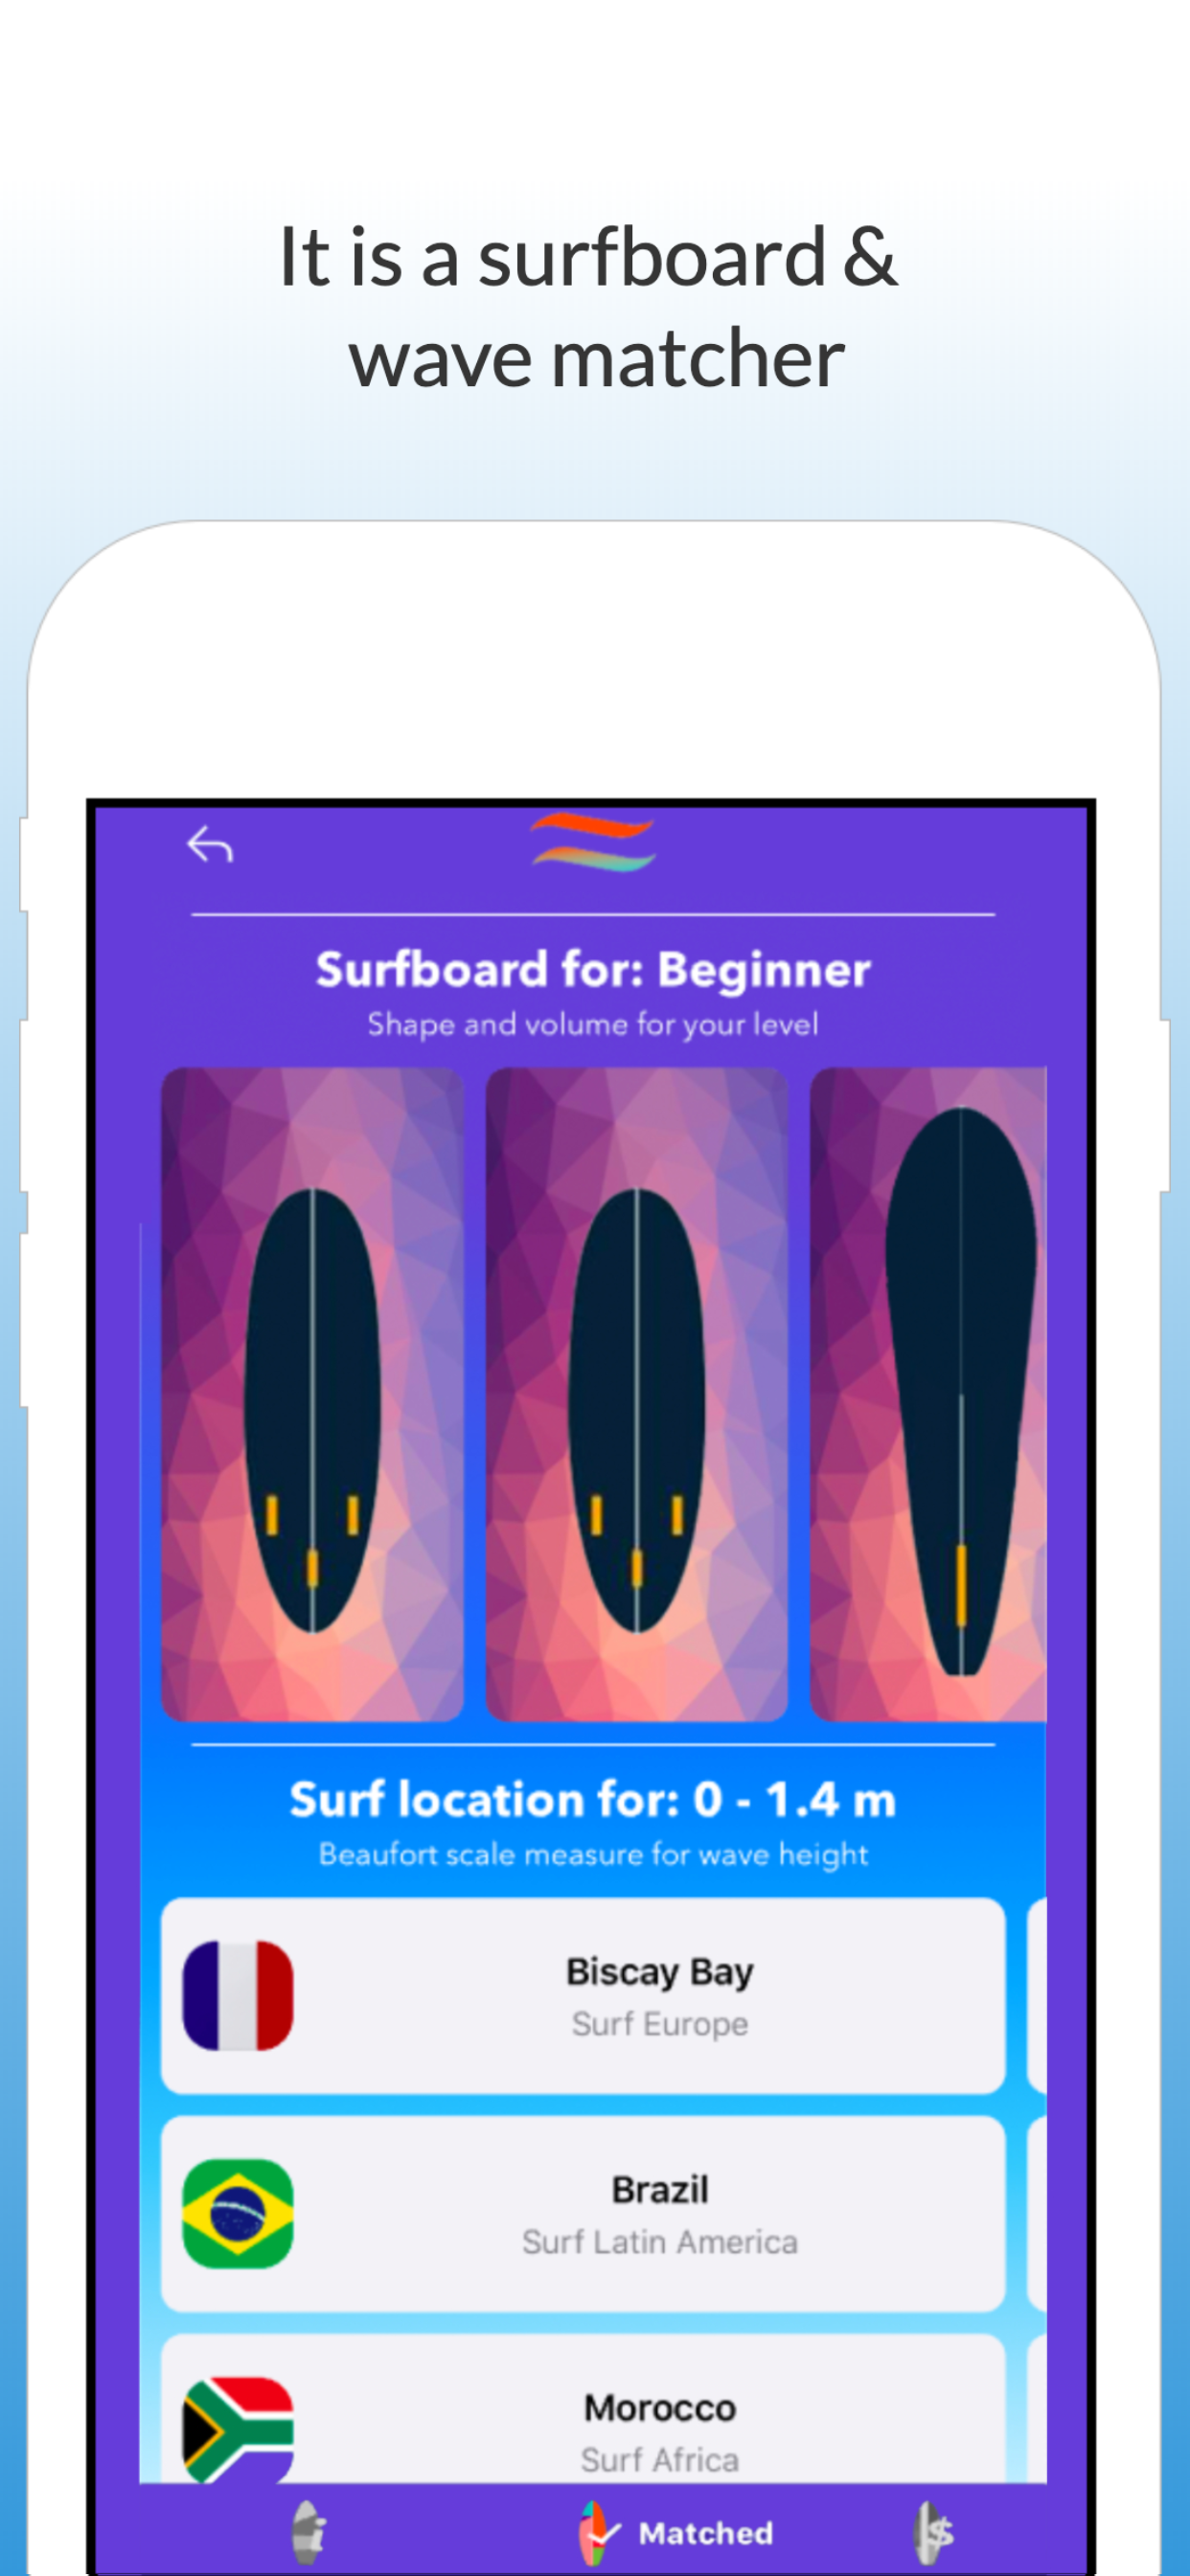 It is a surfboard &
wave matcher
Surfboard for: Beginner
Shape and volume for your level
Surf location for: 0 - 1.4 m
Beaufort scale measure for wave height
Biscay Bay
Surf Europe
Brazil
Surf Latin America
Morocco
Surf Africa
i
Matched
$